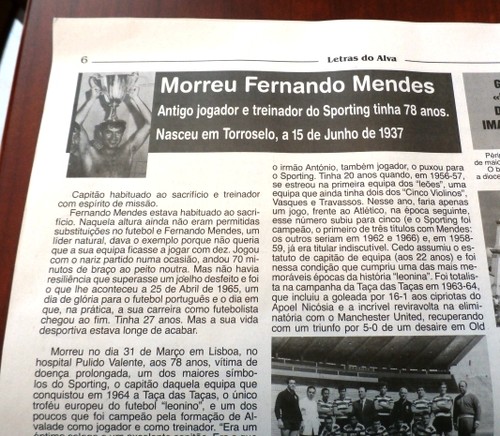 6
Letras do Alva
Morreu Fernando Mendes
Antigo jogador e treinador do Sporting tinha 78 anos.
Nasceu em Torroselo, a 15 de Junho de 1937
Capitão habituado ao sacrifício e treinador
com espírito de missão.
Fernando Mendes estava habituado ao sacri-
fício. Naquela altura ainda não eram permitidas
substituições no futebol e Fernando Mendes, um
líder natural, dava o exemplo porque não queria
que a sua equipa ficasse a jogar com dez. Jogou
com o nariz partido numa ocasião, andou 70
minutos de braço ao peito noutra. Mas não havia
resiliência que superasse um joelho desfeito e foi
o que lhe aconteceu a 25 de Abril de 1965, um
dia de glória para o futebol português e o dia em
que, na prática, a sua carreira como futebolista
chegou ao fim. Tinha 27 anos. Mas a sua vida
desportiva estava longe de acabar.
Morreu no dia 31 de Março em Lisboa, no
hospital Pulido Valente, aos 78 anos, vítima de
doença prolongada, um dos maiores símbo-
los do Sporting, o capitão daquela equipa que
conquistou em 1964 a Taça das Taças, o único
troféu europeu do futebol "leonino", e um dos
poucos que foi campeão pela formação de Al-
valade como jogador e como treinador. "Era um
o irmão António, também jogador, o puxou para
o Sporting. Tinha 20 anos quando, em 1956-57,
se estreou na primeira equipa dos "leões", uma
equipa que ainda tinha dois dos "Cinco Violinos",
Vasques e Travassos. Nesse ano, faria apenas
um jogo, frente ao Atlético, na época seguinte,
esse número subiu para cinco (e o Sporting foi
campeão, o primeiro de três títulos com Mendes:
os outros seriam em 1962 e 1966) e, em 1958-
59, já era titular indiscutível. Cedo assumiu o es-
tatuto de capitão de equipa (aos 22 anos) e foi
nessa condição que cumpriu uma das mais me-
moráveis épocas da história "leonina". Foi totalis-
ta na campanha da Taça das Taças em 1963-64,
que incluiu a goleada por 16-1 aos cipriotas do
Apoel Nicósia e a incrível reviravolta na elimi-
natória com o Manchester United, recuperando
com um triunfo por 5-0 de um desaire em Old